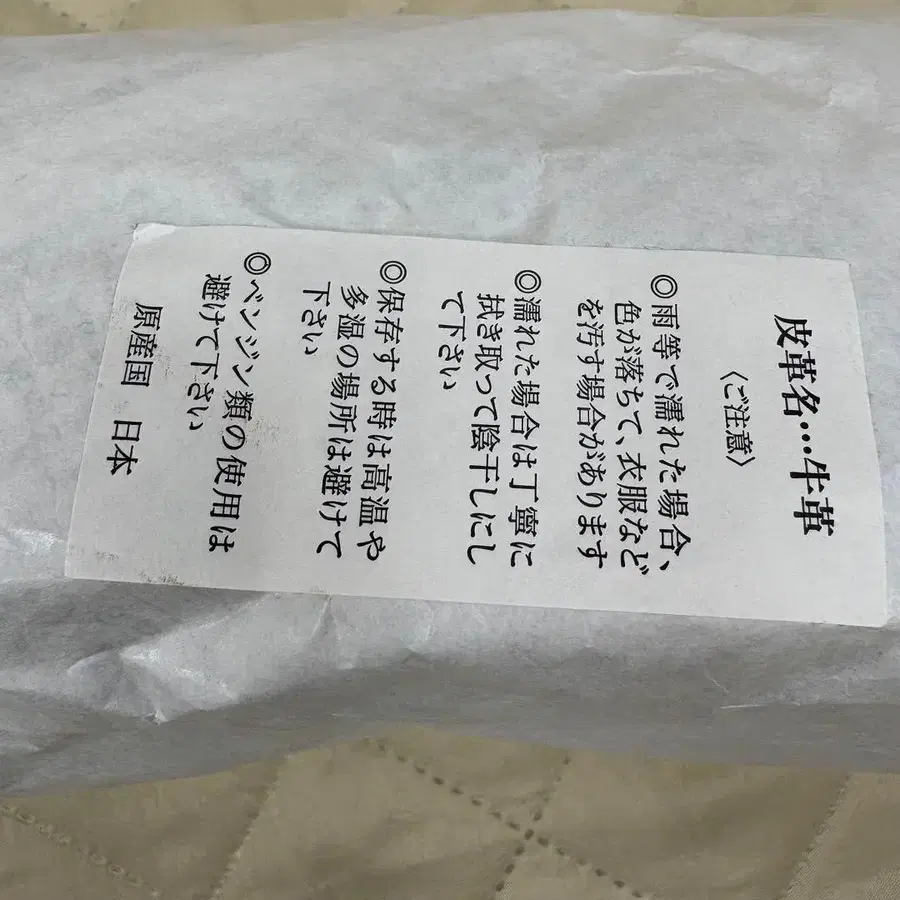 皮革名…牛革
〈ご注意〉
◎雨等で濡れた場合、
色が落ちて、衣服など
を汚す場合があります
◎濡れた場合は丁寧に
拭き取って陰干しにし
て下さい
◎保存する時は高温や
多湿の場所は避けて
下さい
◎ベンジン類の使用は
避けて下さい
原産国 日本